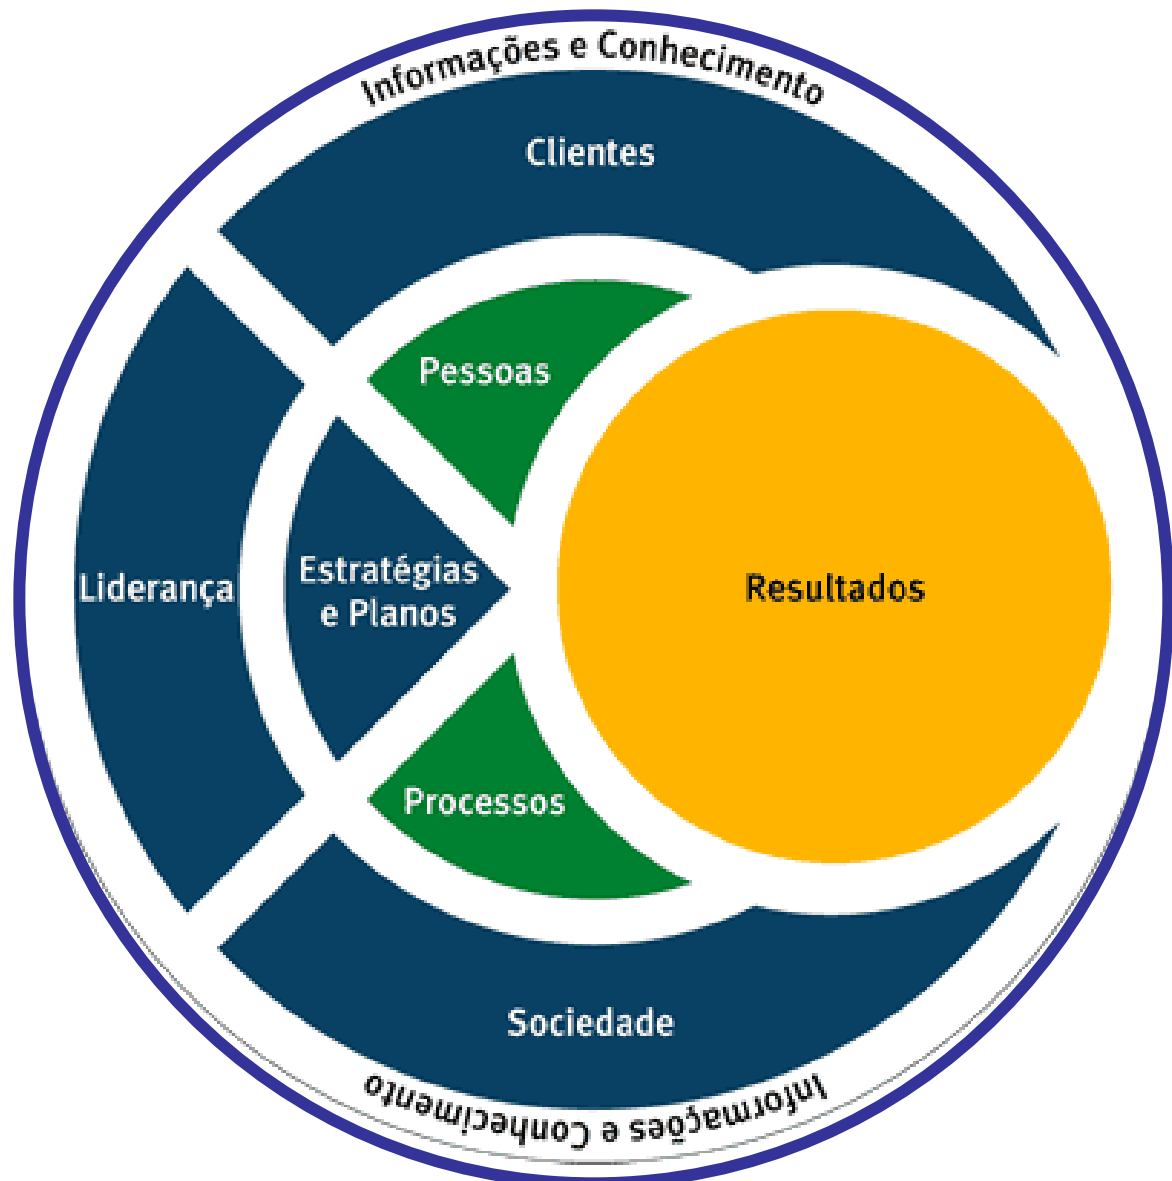 Informações e Conhecimento
Clientes
Pessoas
Liderança
Estratégias
e Planos
Resultados
Processos
Sociedade
Informações e Conhecimento